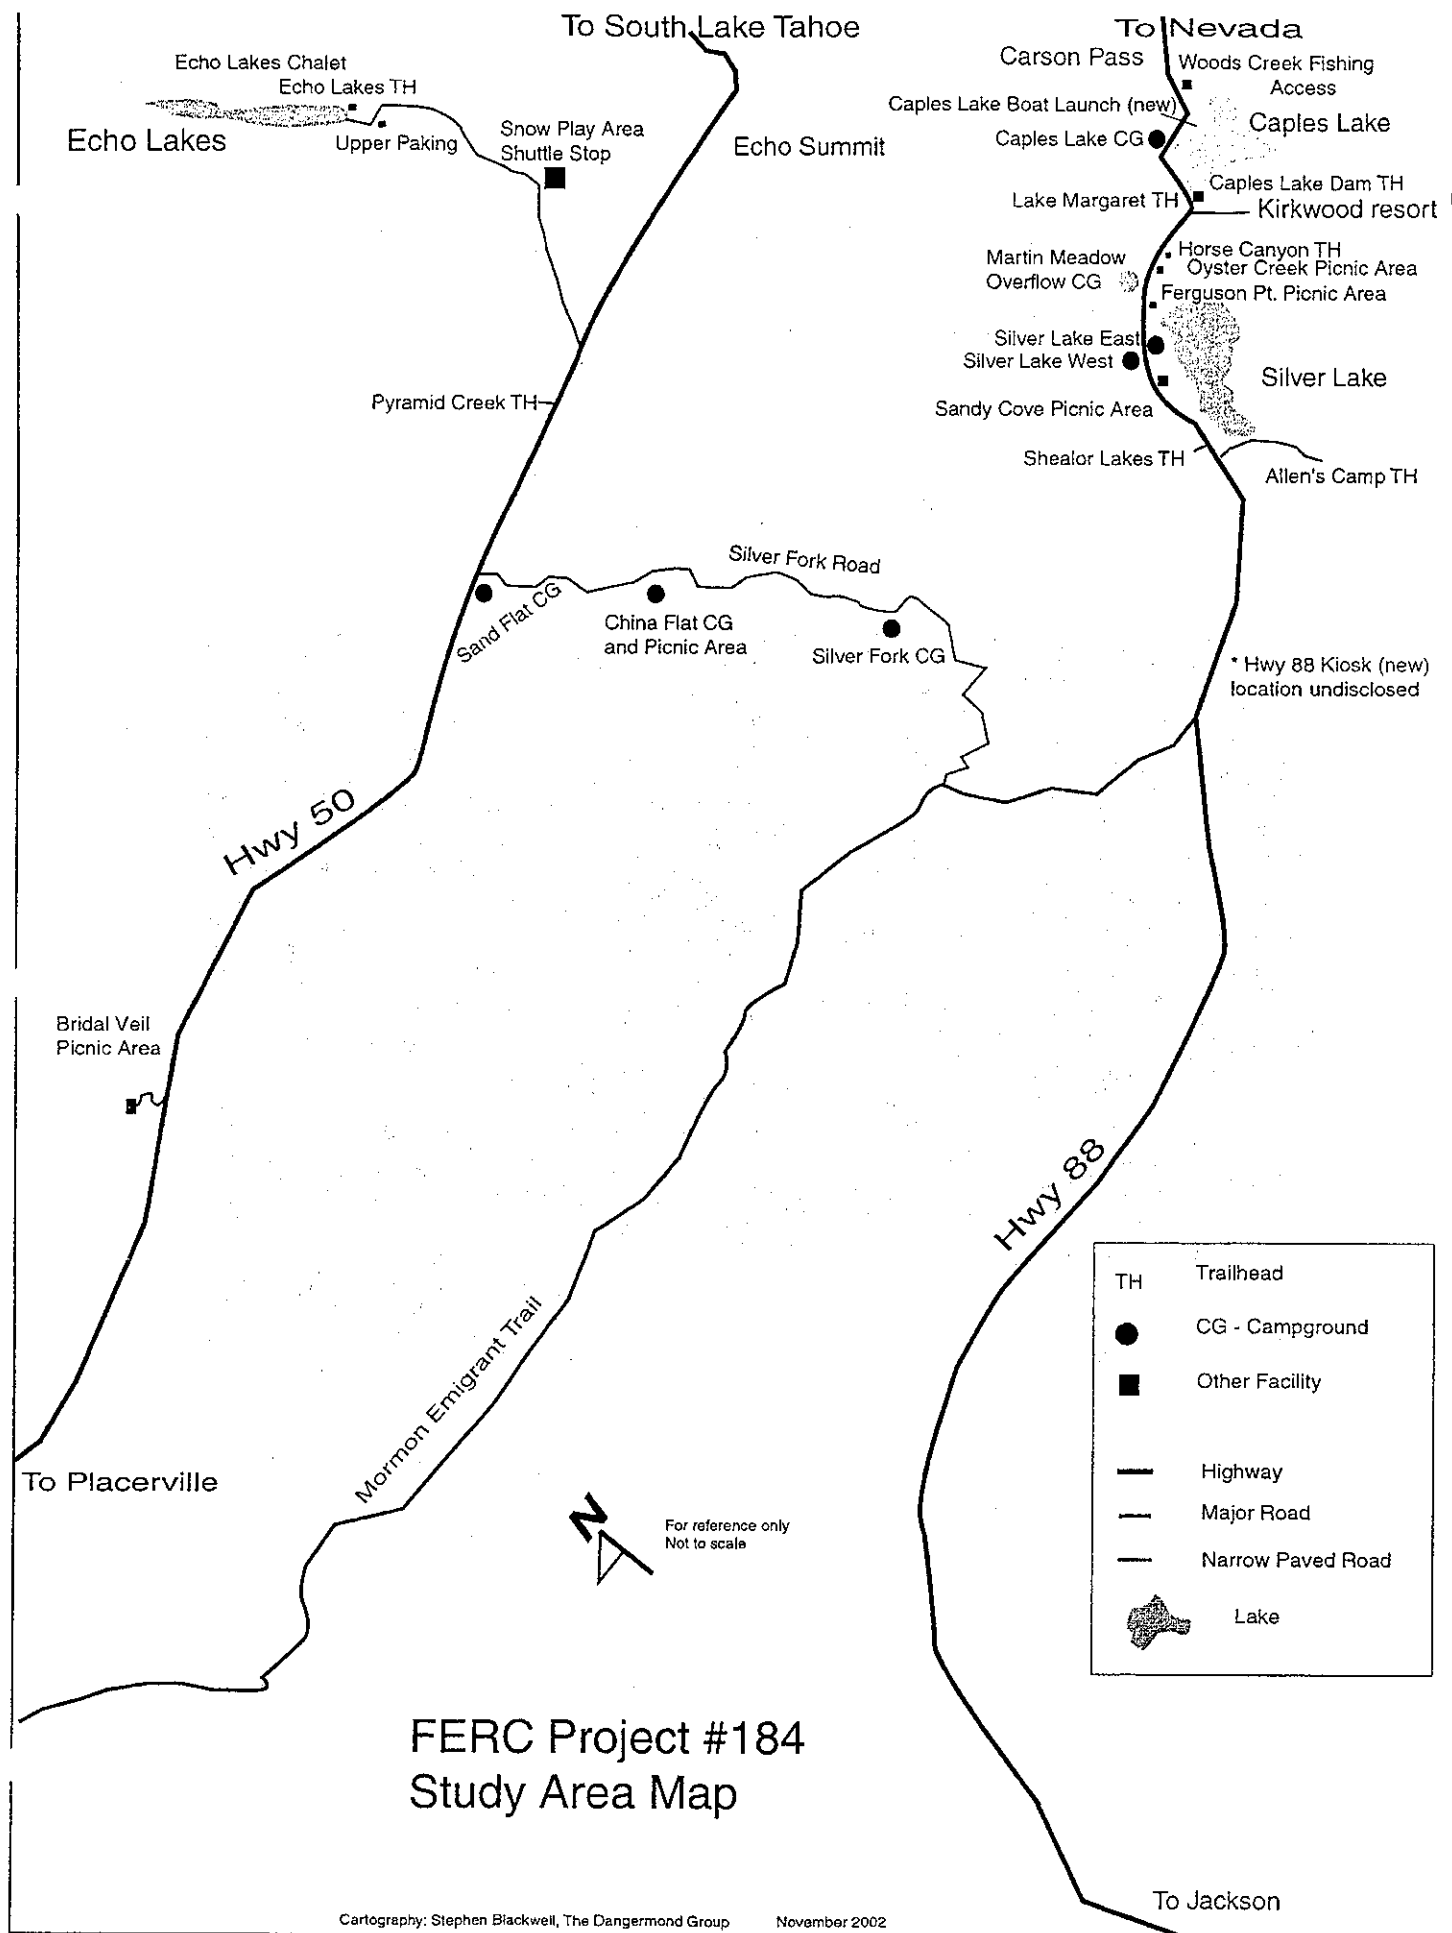 To South Lake Tahoe
To Nevada
Carson Pass
Woods Creek Fishing
Access
Echo Lakes Chalet
Echo Lakes TH
Caples Lake Boat Launch (new)
Caples Lake
Echo Lakes
Upper Paking
Snow Play Area
Shuttle Stop
Echo Summit
Caples Lake CG
Caples Lake Dam TH
Lake Margaret TH
Kirkwood resort
Horse Canyon TH
Martin Meadow
Overflow CG
Oyster Creek Picnic Area
Ferguson Pt. Picnic Area
Silver Lake East
Silver Lake West
Silver Lake
Pyramid Creek TH
Sandy Cove Picnic Area
Shealor Lakes TH
Allen's Camp TH
Silver Fork Road
Sand Flat CG
China Flat CG
and Picnic Area
Silver Fork CG
* Hwy 88 Kiosk (new)
location undisclosed
Hwy 50
Bridal Veil
Picnic Area
Hwy 88
Mormon Emigrant Trail
To Placerville
N
For reference only
Not to scale
TH Trailhead
CG - Campground
Other Facility
Highway
Major Road
Narrow Paved Road
Lake
FERC Project #184
Study Area Map
To Jackson
Cartography: Stephen Blackwell, The Dangermond Group November 2002